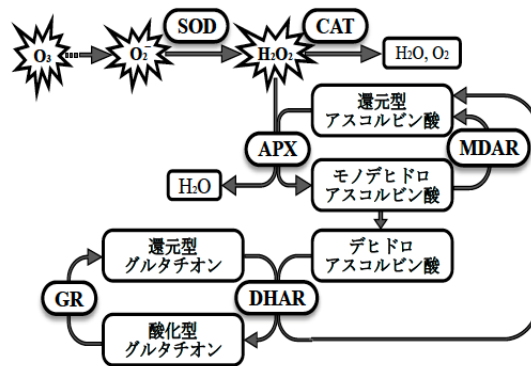 SOD
CAT
O3
O2−
H2O2
H2O, O2
還元型
アスコルビン酸
APX
MDAR
H2O
モノデヒドロ
アスコルビン酸
還元型
グルタチオン
デヒドロ
アスコルビン酸
GR
DHAR
酸化型
グルタチオン